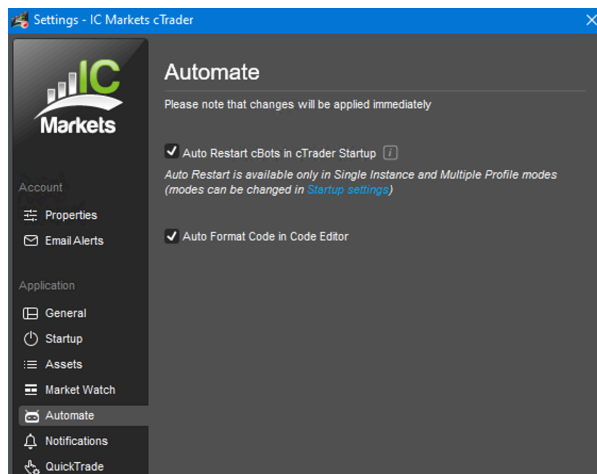 Settings - IC Markets cTrader
IC
Markets
Automate
Please note that changes will be applied immediately
Auto Restart cBots in cTrader Startup
Auto Restart is available only in Single Instance and Multiple Profile modes
(modes can be changed in Startup settings)
Auto Format Code in Code Editor
Account
Properties
Email Alerts
Application
General
Startup
Assets
Market Watch
Automate
Notifications
QuickTrade